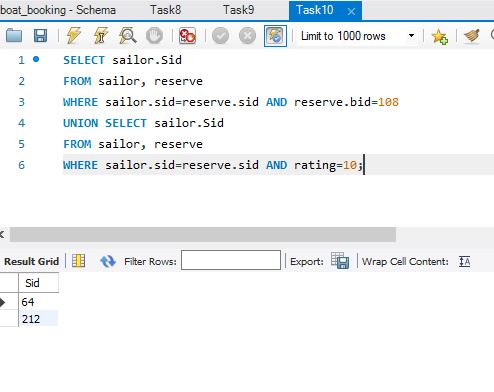 boat_booking - Schema Task8 Task9 Task10
Limit to 1000 rows
1 SELECT sailor.Sid
2 FROM sailor, reserve
3 WHERE sailor.sid=reserve.sid AND reserve.bid=108
4 UNION SELECT sailor.Sid
5 FROM sailor, reserve
6 WHERE sailor.sid=reserve.sid AND rating=10;
Result Grid Filter Rows: Export: Wrap Cell Content:
Sid
64
212